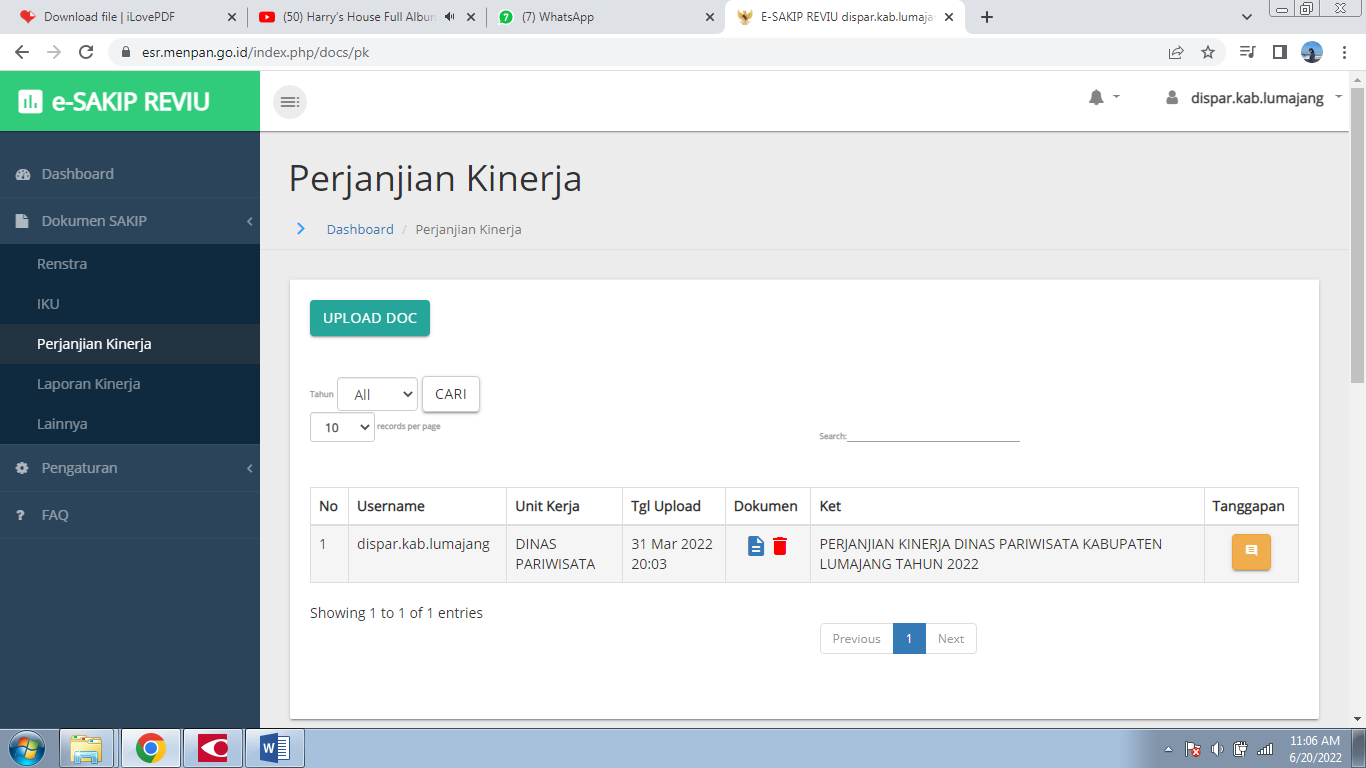 Download file | iLovePDF
(50) Harry's House Full Album
(7) WhatsApp
E-SAKIP REVIU dispar.kab.lumaja
esr.menpan.go.id/index.php/docs/pk
e-SAKIP REVIU
dispar.kab.lumajang
Dashboard
Dokumen SAKIP
Renstra
IKU
Perjanjian Kinerja
Laporan Kinerja
Lainnya
Pengaturan
FAQ
Perjanjian Kinerja
Dashboard / Perjanjian Kinerja
UPLOAD DOC
Tahun All CARI
10 records per page
Search:
No Username Unit Kerja Tgl Upload Dokumen Ket Tanggapan
1 dispar.kab.lumajang DINAS 31 Mar 2022 PERJANJIAN KINERJA DINAS PARIWISATA KABUPATEN
PARIWISATA 20:03 LUMAJANG TAHUN 2022
Showing 1 to 1 of 1 entries
Previous 1 Next
11:06 AM
6/20/2022